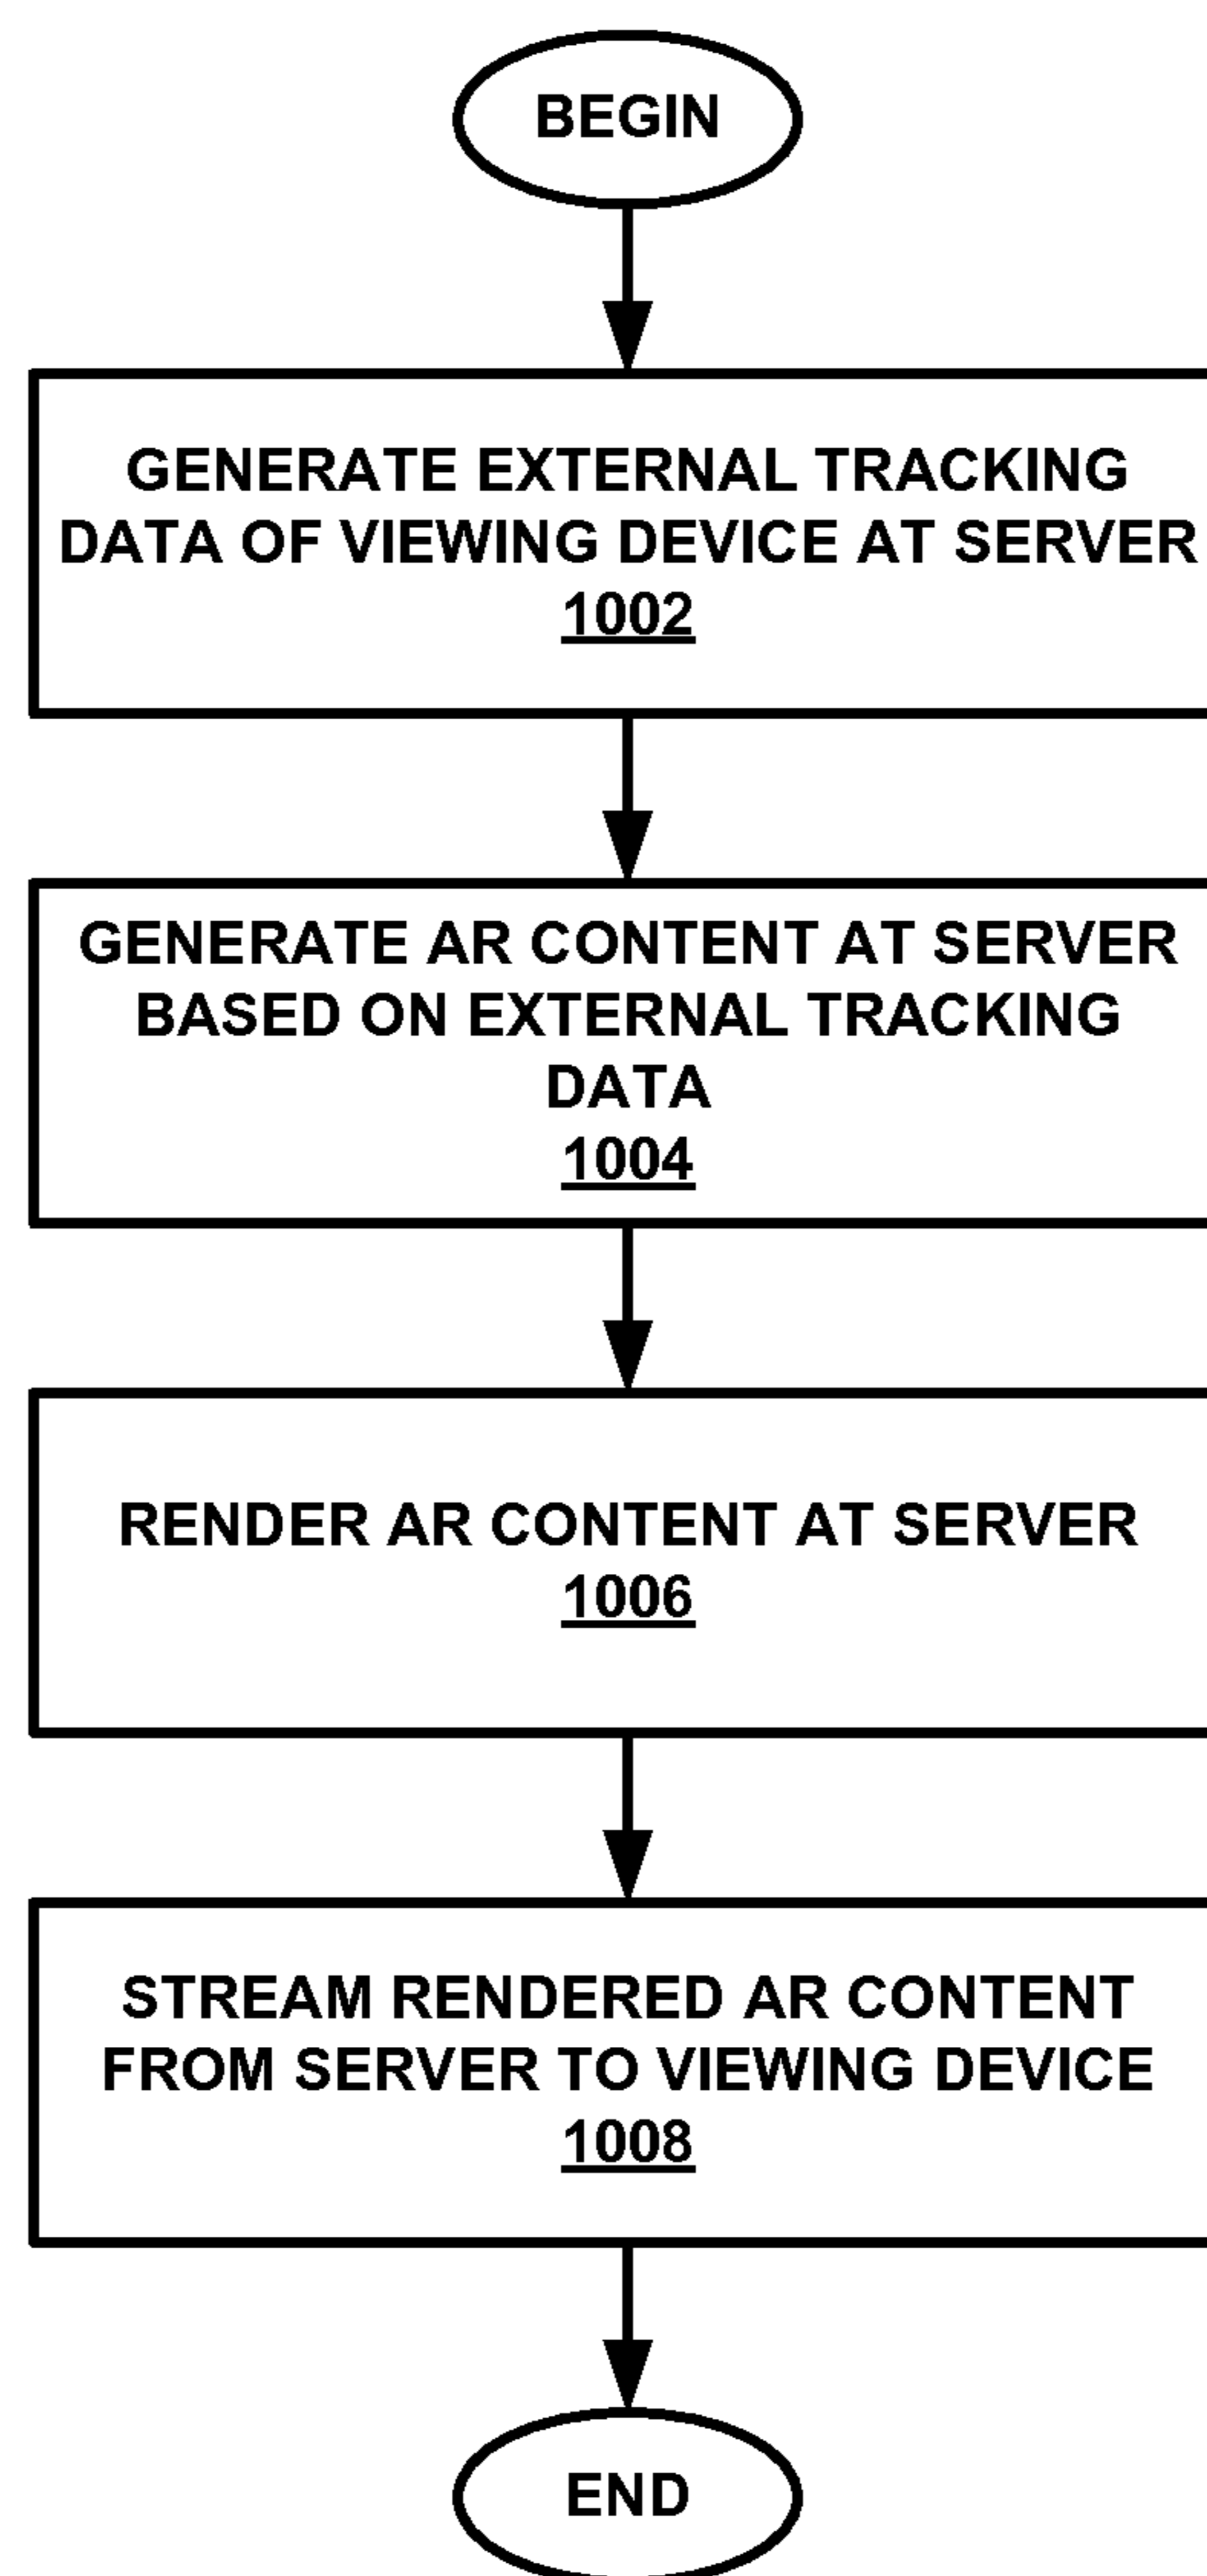 BEGIN
GENERATE EXTERNAL TRACKING
DATA OF VIEWING DEVICE AT SERVER
1002
GENERATE AR CONTENT AT SERVER
BASED ON EXTERNAL TRACKING
DATA
1004
RENDER AR CONTENT AT SERVER
1006
STREAM RENDERED AR CONTENT
FROM SERVER TO VIEWING DEVICE
1008
END